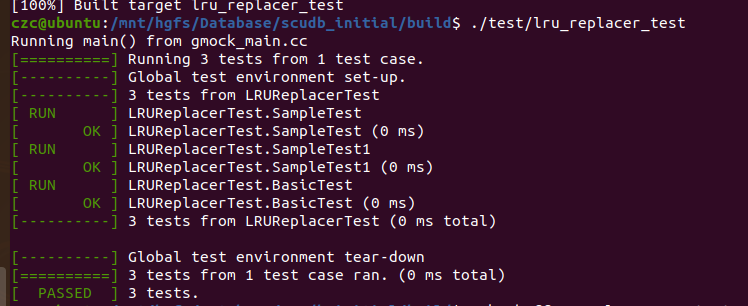 [100%] Built target lru_replacer_test
czc@ubuntu:/mnt/hgfs/Database/scudb_initial/build$ ./test/lru_replacer_test
Running main() from gmock_main.cc
[==========] Running 3 tests from 1 test case.
[----------] Global test environment set-up.
[----------] 3 tests from LRUReplacerTest
[ RUN      ] LRUReplacerTest.SampleTest
[       OK ] LRUReplacerTest.SampleTest (0 ms)
[ RUN      ] LRUReplacerTest.SampleTest1
[       OK ] LRUReplacerTest.SampleTest1 (0 ms)
[ RUN      ] LRUReplacerTest.BasicTest
[       OK ] LRUReplacerTest.BasicTest (0 ms)
[----------] 3 tests from LRUReplacerTest (0 ms total)
[----------] Global test environment tear-down
[==========] 3 tests from 1 test case ran. (0 ms total)
[  PASSED  ] 3 tests.